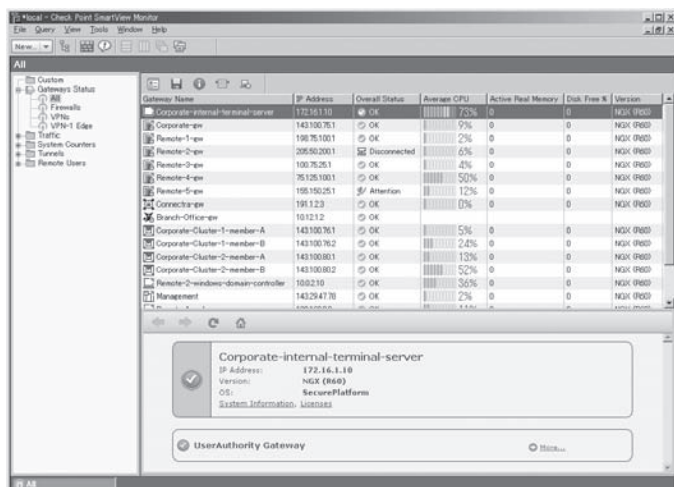 *local - Check Point SmartView Monitor
File Query View Tools Window Help
New...
All
Custom
Gateways Status
All
Firewalls
VPNs
VPN-1 Edge
Traffic
System Counters
Tunnels
Remote Users
Gateway Name IP Address Overall Status Average CPU Active Real Memory Disk Free % Version
Corporate-internal-terminal-server 172.16.1.10 OK 73% 0 0 NGX (R60)
Corporate-gw 143.100.75.1 OK 9% 0 0 NGX (R60)
Remote-1-gw 198.75.100.1 OK 2% 0 0 NGX (R60)
Remote-2-gw 205.50.200.1 Disconnected 6% 0 0 NGX (R60)
Remote-3-gw 100.75.25.1 OK 4% 0 0 NGX (R60)
Remote-4-gw 75.125.100.1 OK 50% 0 0 NGX (R60)
Remote-5-gw 155.150.25.1 Attention 12% 0 0 NGX (R60)
Connectra-gw 191.1.2.3 OK 0% 0 0 NGX (R60)
Branch-Office-gw 10.12.1.2 OK
Corporate-Cluster-1-member-A 143.100.76.1 OK 5% 0 0 NGX (R60)
Corporate-Cluster-1-member-B 143.100.76.2 OK 24% 0 0 NGX (R60)
Corporate-Cluster-2-member-A 143.100.80.1 OK 13% 0 0 NGX (R60)
Corporate-Cluster-2-member-B 143.100.80.2 OK 52% 0 0 NGX (R60)
Remote-2-windows-domain-controller 10.0.2.10 OK 36% 0 0 NGX (R60)
Management 143.29.47.78 OK 2% 0 0 NGX (R60)
Corporate-internal-terminal-server
IP Address: 172.16.1.10
Version: NGX (R60)
OS: SecurePlatform
System Information, Licenses
UserAuthority Gateway More...
All